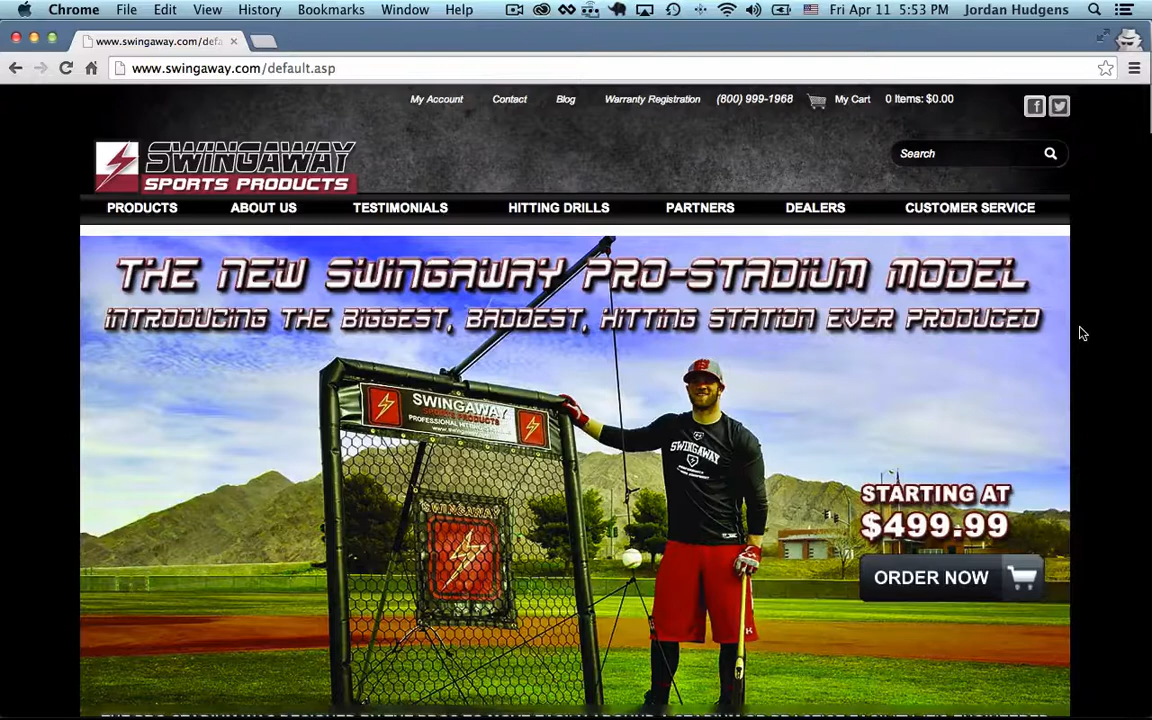 Chrome File Edit View History Bookmarks Window Help Fri Apr 11 5:53 PM Jordan Hudgens
www.swingaway.com/defa
www.swingaway.com/default.asp
My Account Contact Blog Warranty Registration (800) 999-1968 My Cart 0 Items: $0.00
SWINGAWAY
SPORTS PRODUCTS
Search
PRODUCTS ABOUT US TESTIMONIALS HITTING DRILLS PARTNERS DEALERS CUSTOMER SERVICE
THE NEW SWINGAWAY PRO-STADIUM MODEL
INTRODUCING THE BIGGEST, BADDEST, HITTING STATION EVER PRODUCED
SWINGAWAY
SPORTS PRODUCTS
PROFESSIONAL
SWINGAWAY
SWINGAWAY
STARTING AT
$499.99
ORDER NOW